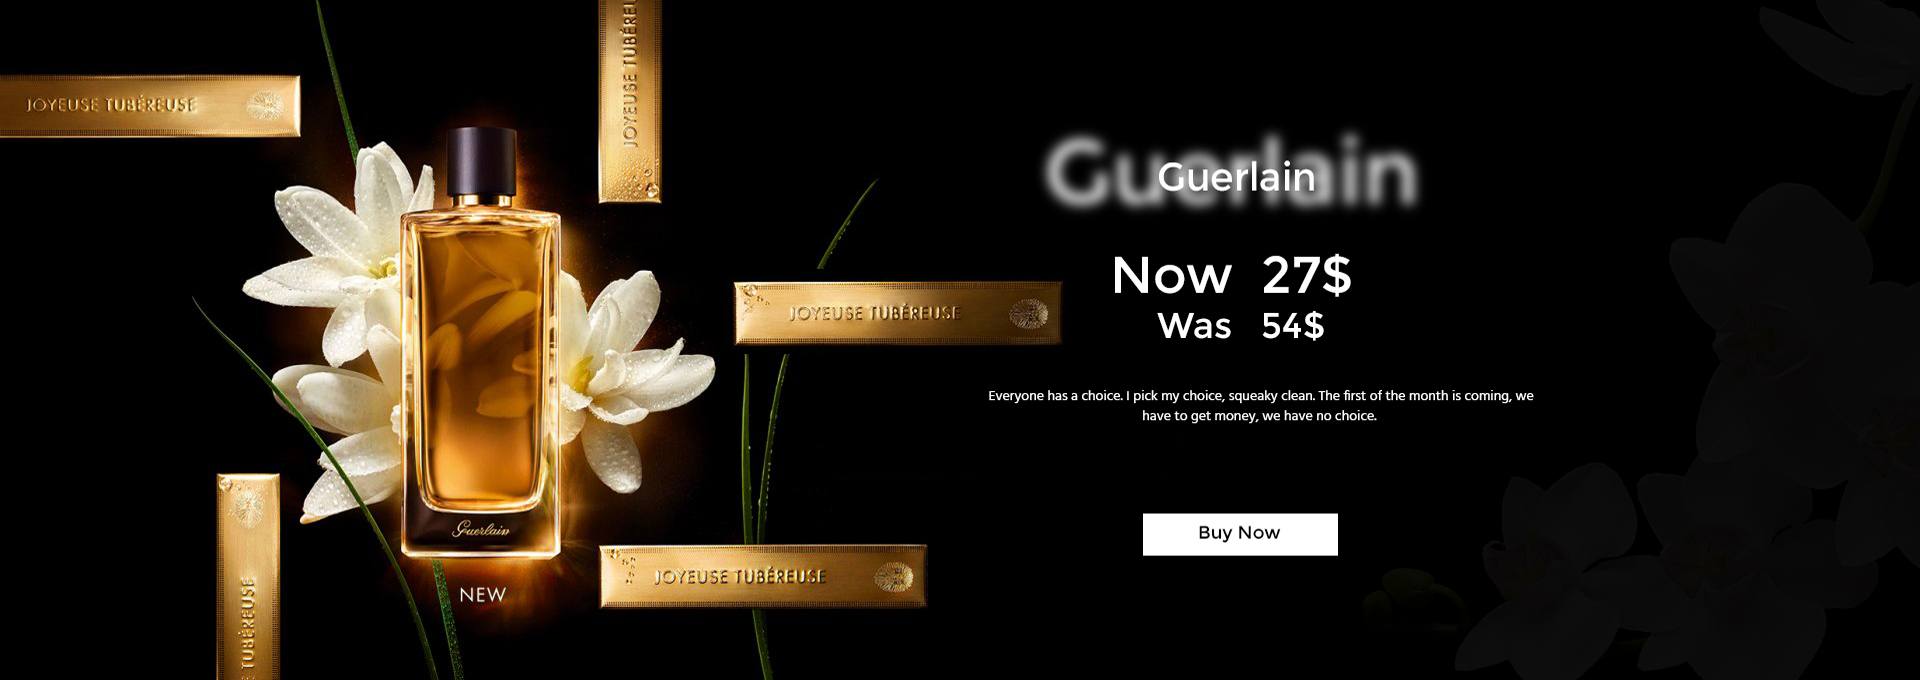 JOYEUSE TUBÉREUSE
JOYEUSE TUBÉREU
Guerlain
Guerlain
Now 27$
Was 54$
JOYEUSE TUBÉREUSE
Everyone has a choice. I pick my choice, squeaky clean. The first of the month is coming, we
have to get money, we have no choice.
Buy Now
Guerlain
NEW
JOYEUSE TUBÉREUSE
E TUBÉREUSE